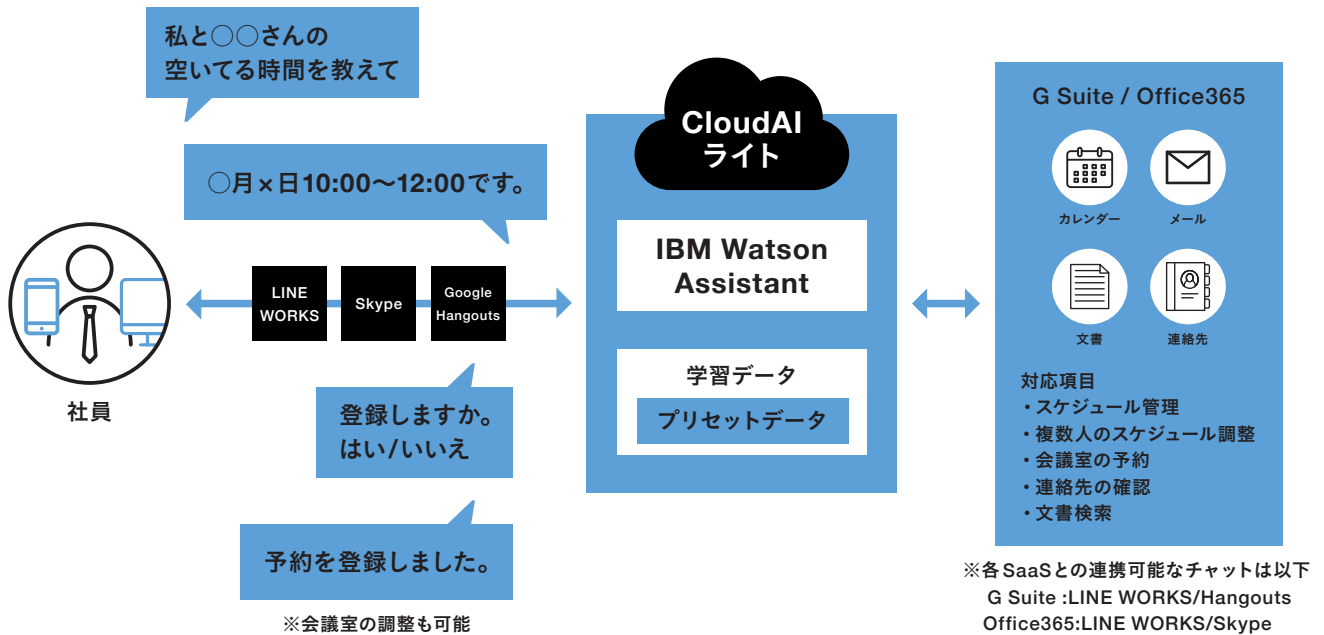 私と○○さんの
空いてる時間を教えて
○月×日10:00〜12:00です。
社員
LINE
WORKS
Skype
Google
Hangouts
登録しますか。
はい/いいえ
予約を登録しました。
※会議室の調整も可能
CloudAI
ライト
IBM Watson
Assistant
学習データ
プリセットデータ
G Suite / Office365
カレンダー
メール
文書
連絡先
対応項目
・スケジュール管理
・複数人のスケジュール調整
・会議室の予約
・連絡先の確認
・文書検索
※各SaaSとの連携可能なチャットは以下
G Suite :LINE WORKS/Hangouts
Office365:LINE WORKS/Skype